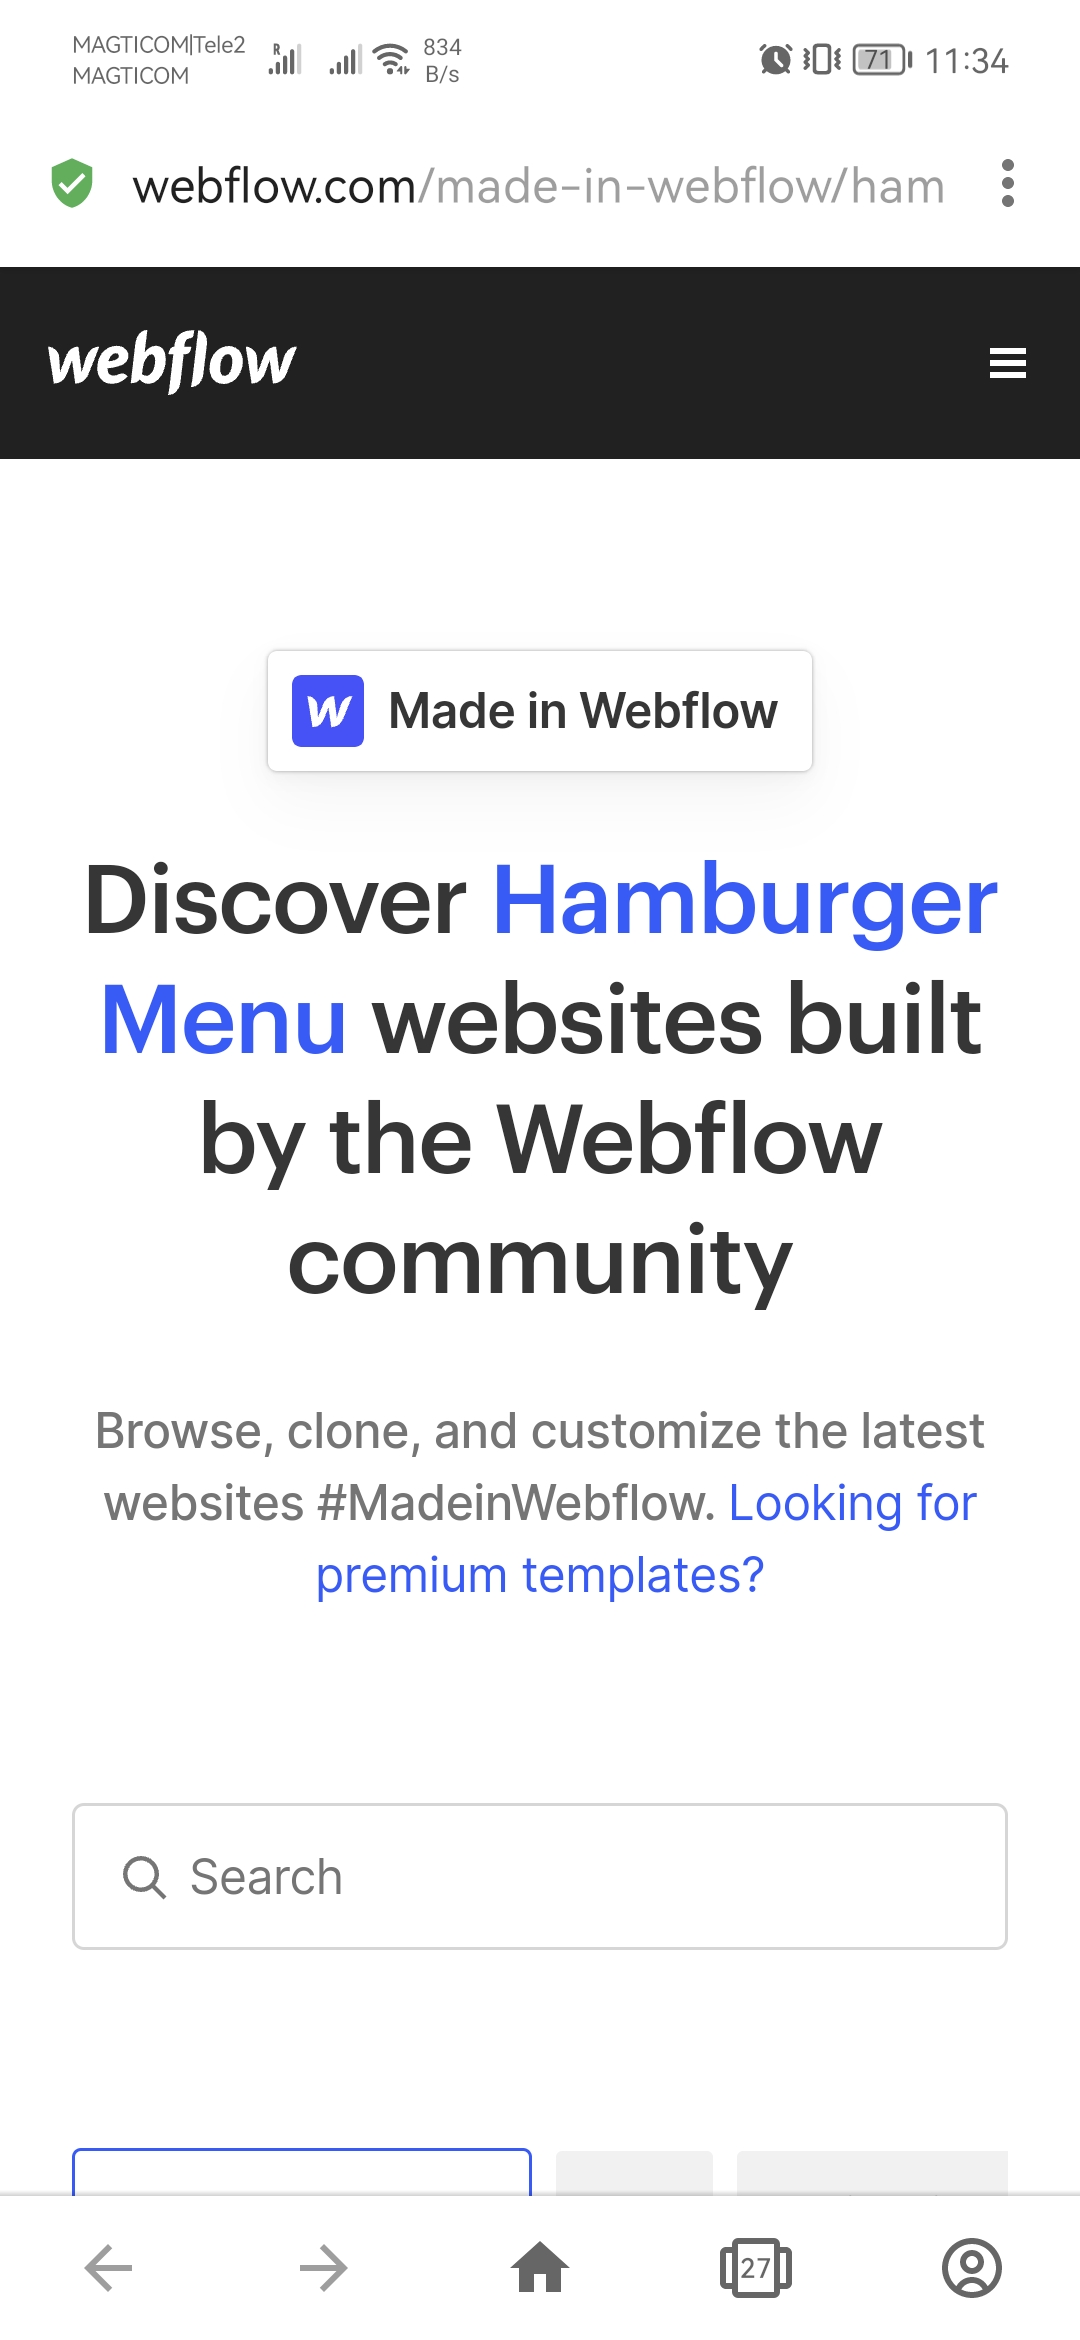 MAGTICOM|Tele2
MAGTICOM
R
834
B/s
71
11:34
webflow.com/made-in-webflow/ham
webflow
W Made in Webflow
Discover Hamburger
Menu websites built
by the Webflow
community
Browse, clone, and customize the latest
websites #MadeinWebflow. Looking for
premium templates?
Search
27